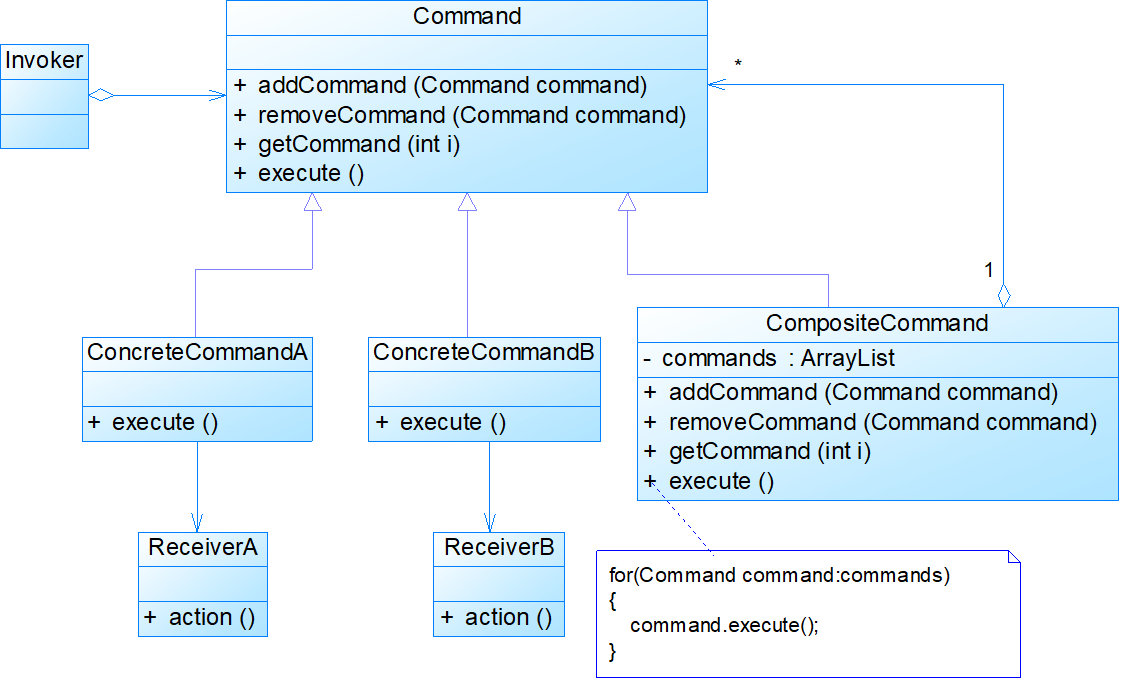 Command
Invoker
+ addCommand (Command command)
+ removeCommand (Command command)
+ getCommand (int i)
+ execute ()
*
1
CompositeCommand
- commands : ArrayList
+ addCommand (Command command)
+ removeCommand (Command command)
+ getCommand (int i)
+ execute ()
ConcreteCommandA
+ execute ()
ConcreteCommandB
+ execute ()
ReceiverA
+ action ()
ReceiverB
+ action ()
for(Command command:commands)
{
command.execute();
}